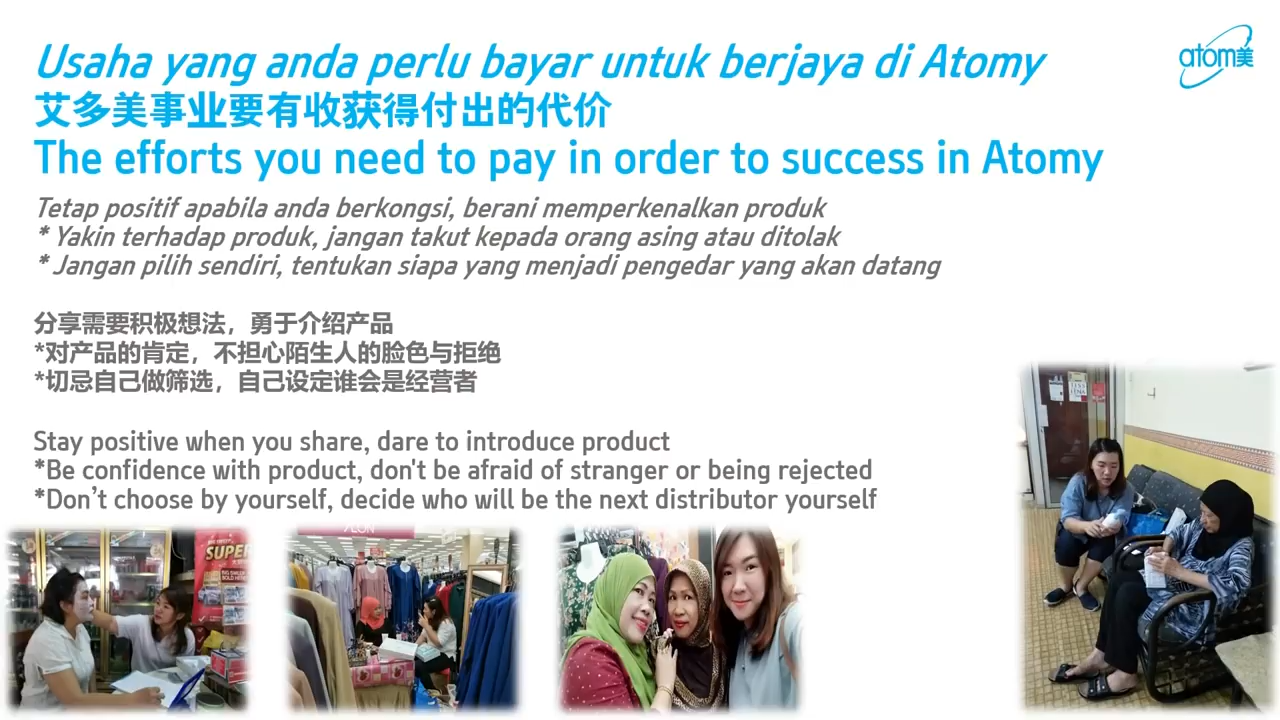 Usaha yang anda perlu bayar untuk berjaya di Atomy
atom美
艾多美事业要有收获得付出的代价
The efforts you need to pay in order to success in Atomy
Tetap positif apabila anda berkongsi, berani memperkenalkan produk
* Yakin terhadap produk, jangan takut kepada orang asing atau ditolak
* Jangan pilih sendiri, tentukan siapa yang menjadi pengedar yang akan datang
分享需要积极想法，勇于介绍产品
*对产品的肯定，不担心陌生人的脸色与拒绝
*切忌自己做筛选，自己设定谁会是经营者
Stay positive when you share, dare to introduce product
*Be confidence with product, don't be afraid of stranger or being rejected
*Don’t choose by yourself, decide who will be the next distributor yourself
SUPER